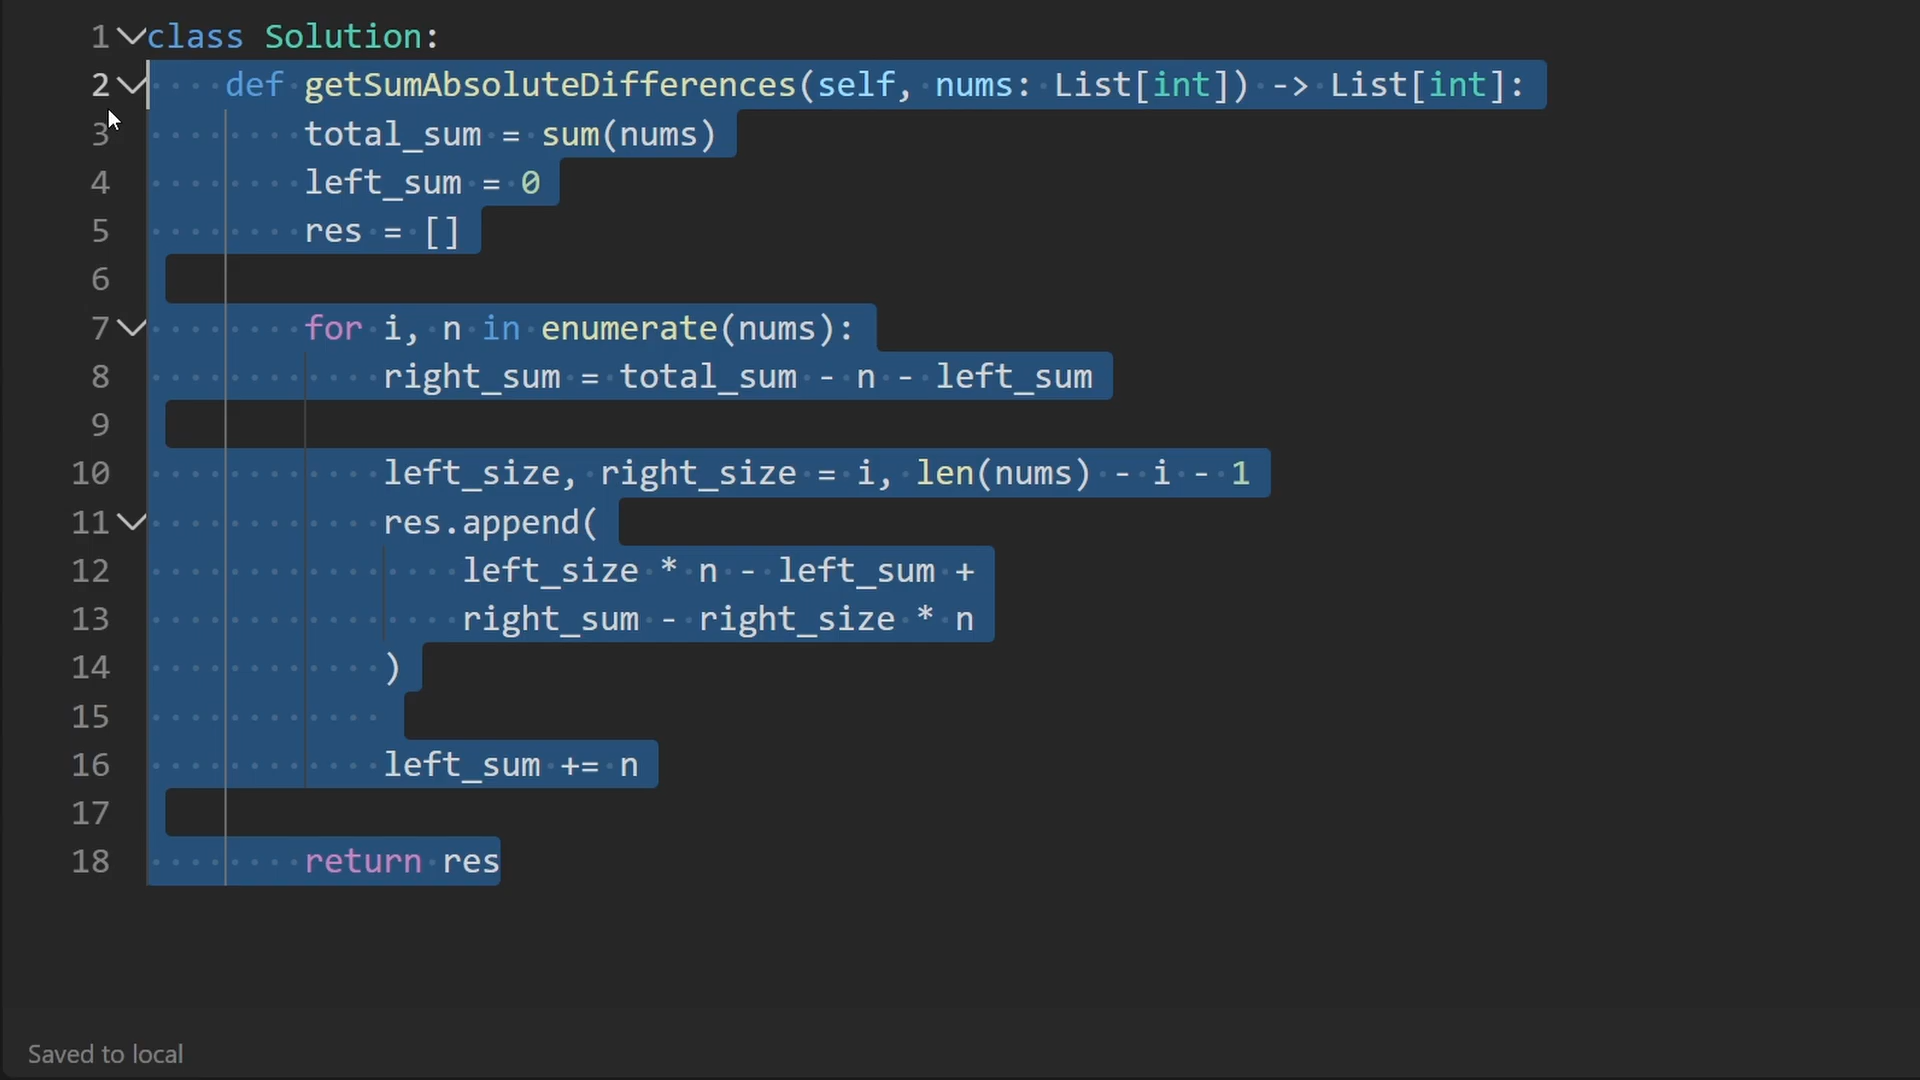 1 class Solution:
2 def getSumAbsoluteDifferences(self, nums: List[int]) -> List[int]:
3 total_sum = sum(nums)
4 left_sum = 0
5 res = []
6
7 for i, n in enumerate(nums):
8 right_sum = total_sum - n - left_sum
9
10 left_size, right_size = i, len(nums) - i - 1
11 res.append(
12 left_size * n - left_sum +
13 right_sum - right_size * n
14 )
15
16 left_sum += n
17
18 return res
Saved to local